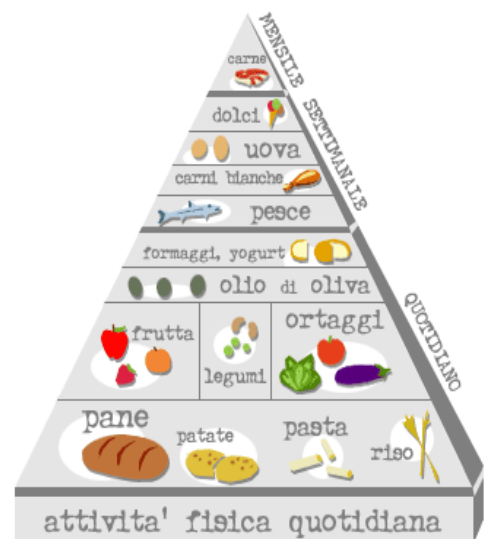 carne
MENSILE
dolci
SETTIMANALE
uova
carni bianche
pesce
formaggi, yogurt
olio di oliva
QUOTIDIANO
frutta
legumi
ortaggi
pane
patate
pasta
riso
attivita' fisica quotidiana